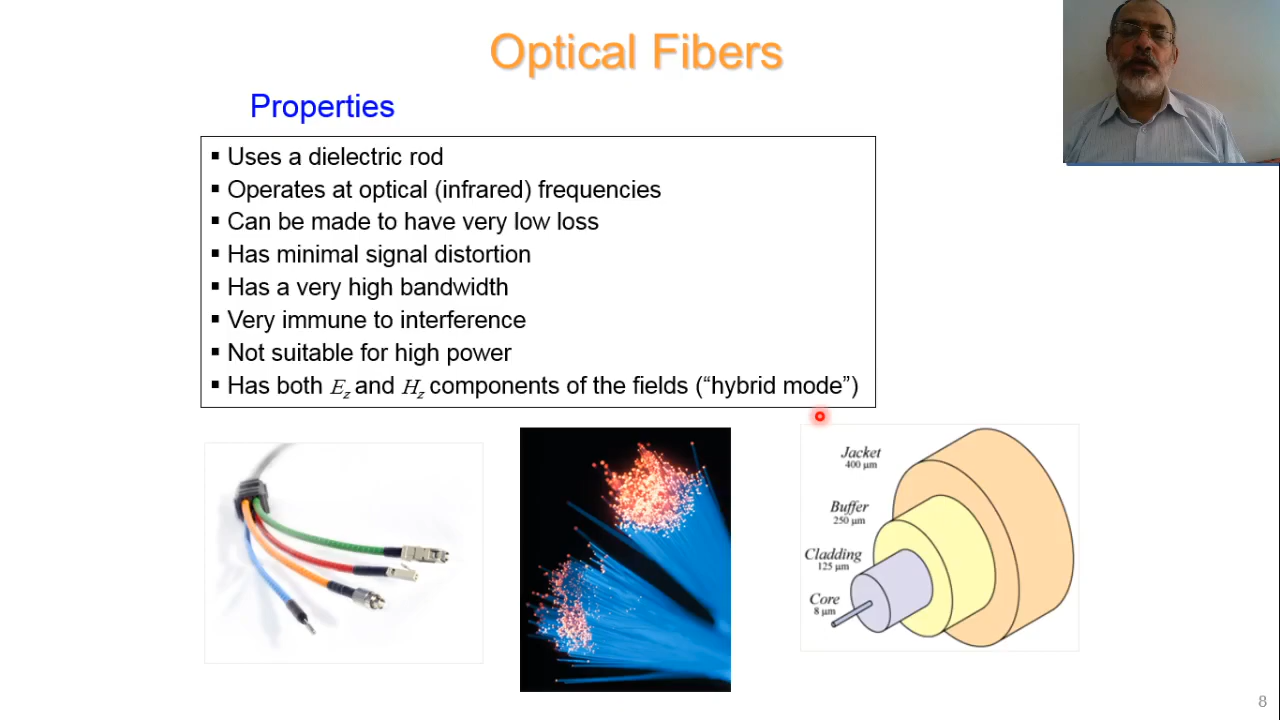 Optical Fibers
Properties
▪ Uses a dielectric rod
▪ Operates at optical (infrared) frequencies
▪ Can be made to have very low loss
▪ Has minimal signal distortion
▪ Has a very high bandwidth
▪ Very immune to interference
▪ Not suitable for high power
▪ Has both E_z and H_z components of the fields (“hybrid mode”)
Jacket
400 µm
Buffer
250 µm
Cladding
125 µm
Core
8 µm
8